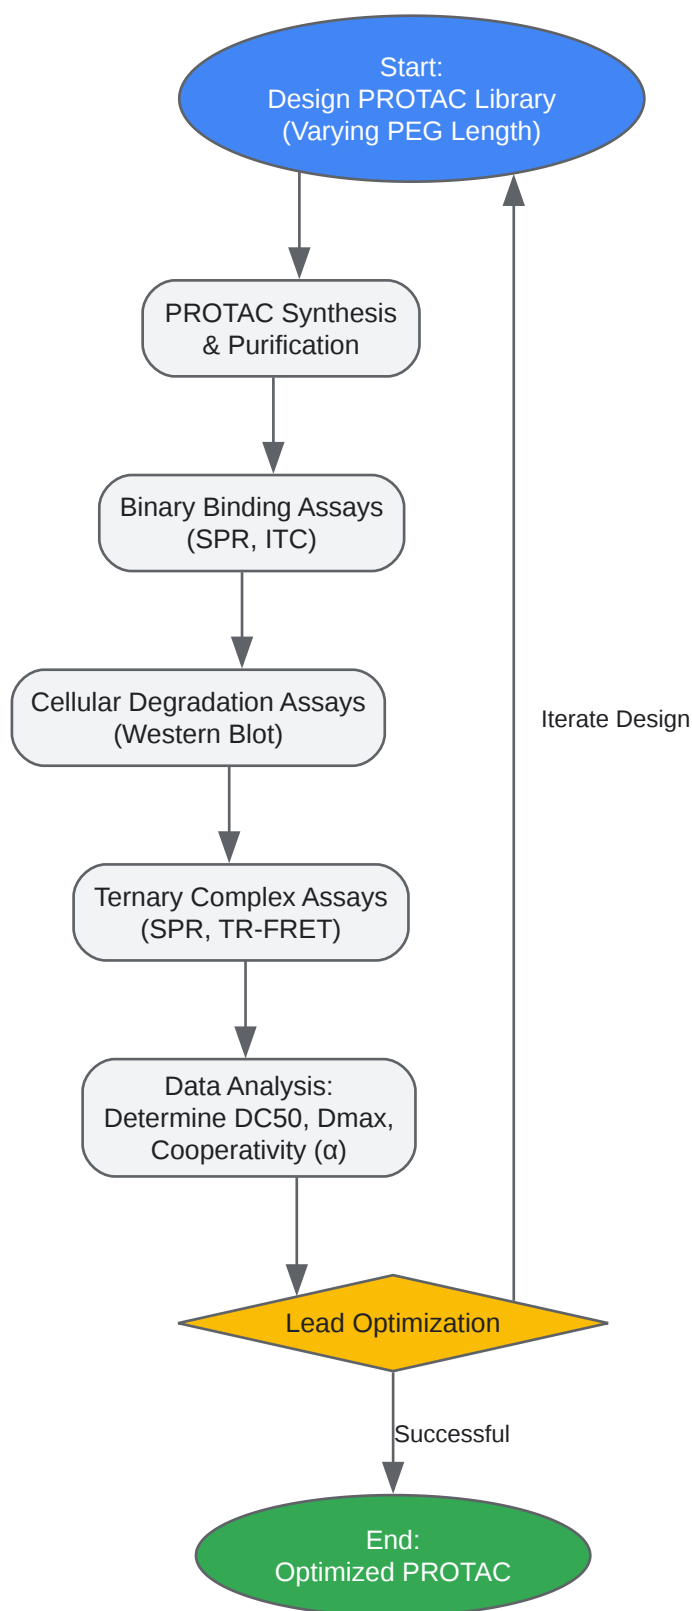 Start:
Design PROTAC Library
(Varying PEG Length)
PROTAC Synthesis
& Purification
Binary Binding Assays
(SPR, ITC)
Cellular Degradation Assays
(Western Blot)
Iterate Design
Ternary Complex Assays
(SPR, TR-FRET)
Data Analysis:
Determine DC50, Dmax,
Cooperativity (α)
Lead Optimization
Successful
End:
Optimized PROTAC